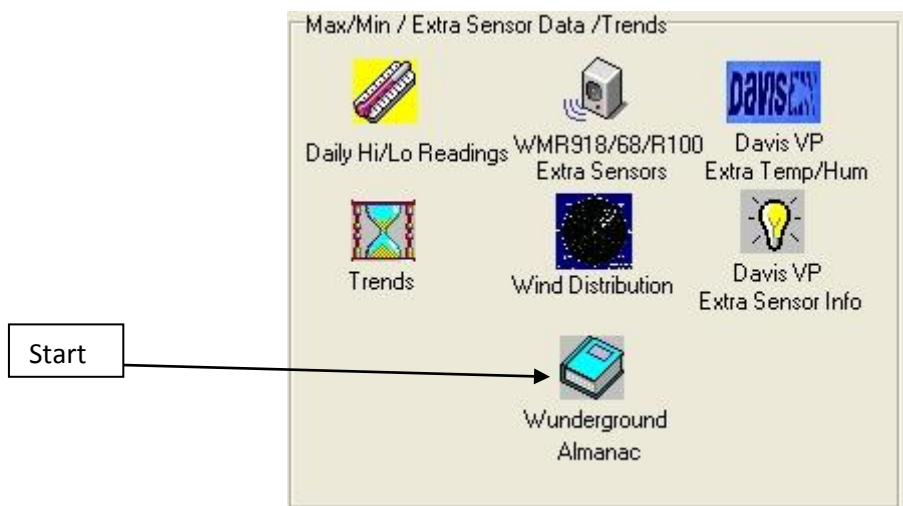 Max/Min / Extra Sensor Data /Trends
DAVIS
Daily Hi/Lo Readings
WMR918/68/R100
Extra Sensors
Davis VP
Extra Temp/Hum
Trends
Wind Distribution
Davis VP
Extra Sensor Info
Start
Wunderground
Almanac